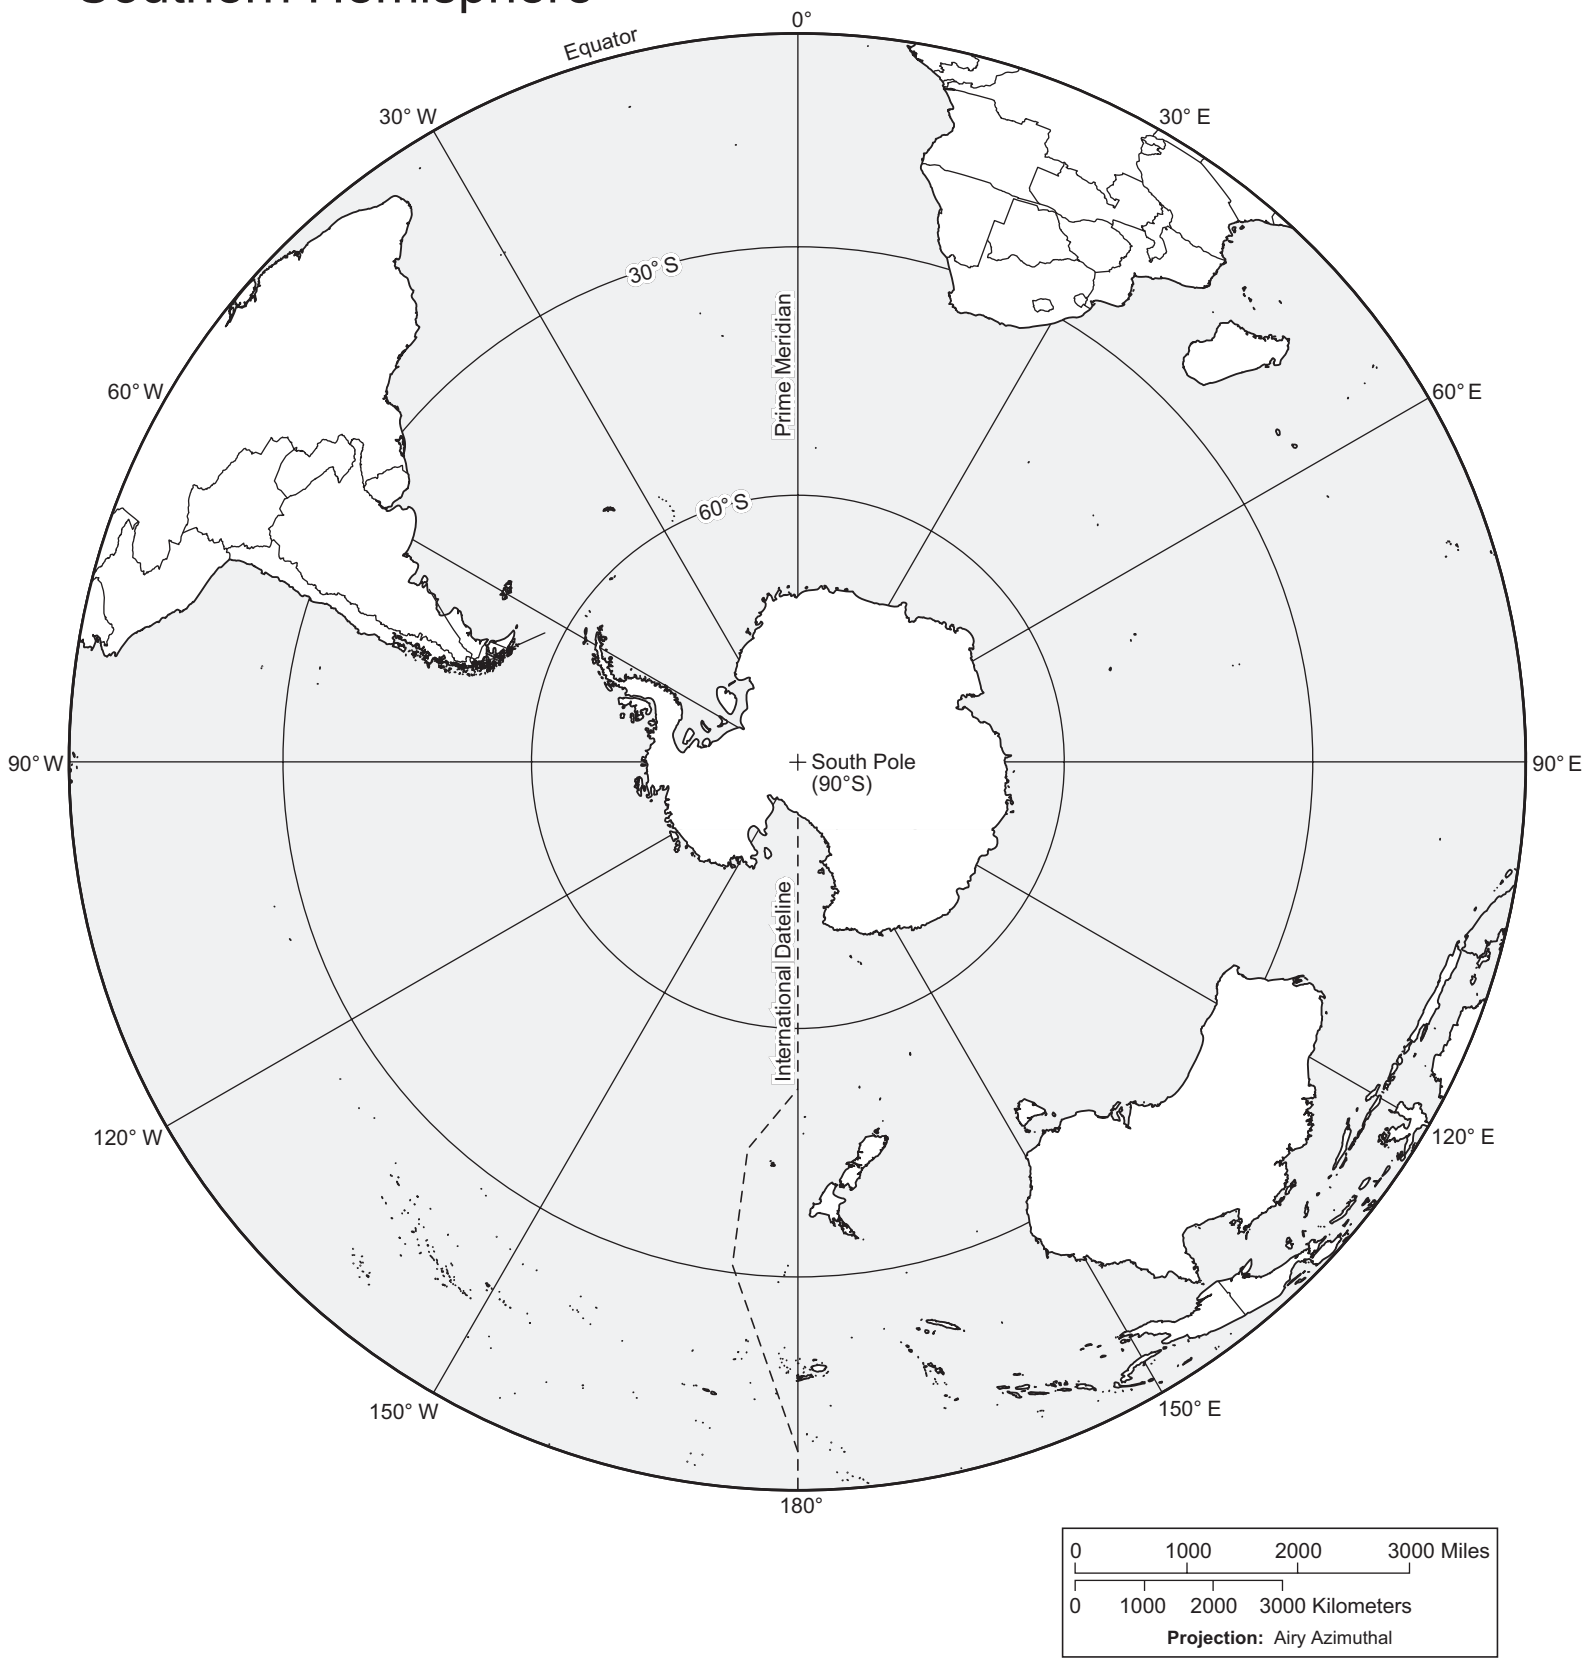 Southern Hemisphere
0°
Equator
30° W
30° E
30° S
60° W
Prime Meridian
60° E
60° S
90° W
South Pole
(90°S)
90° E
International Dateline
120° W
120° E
150° W
150° E
180°
0 1000 2000 3000 Miles
0 1000 2000 3000 Kilometers
Projection: Airy Azimuthal